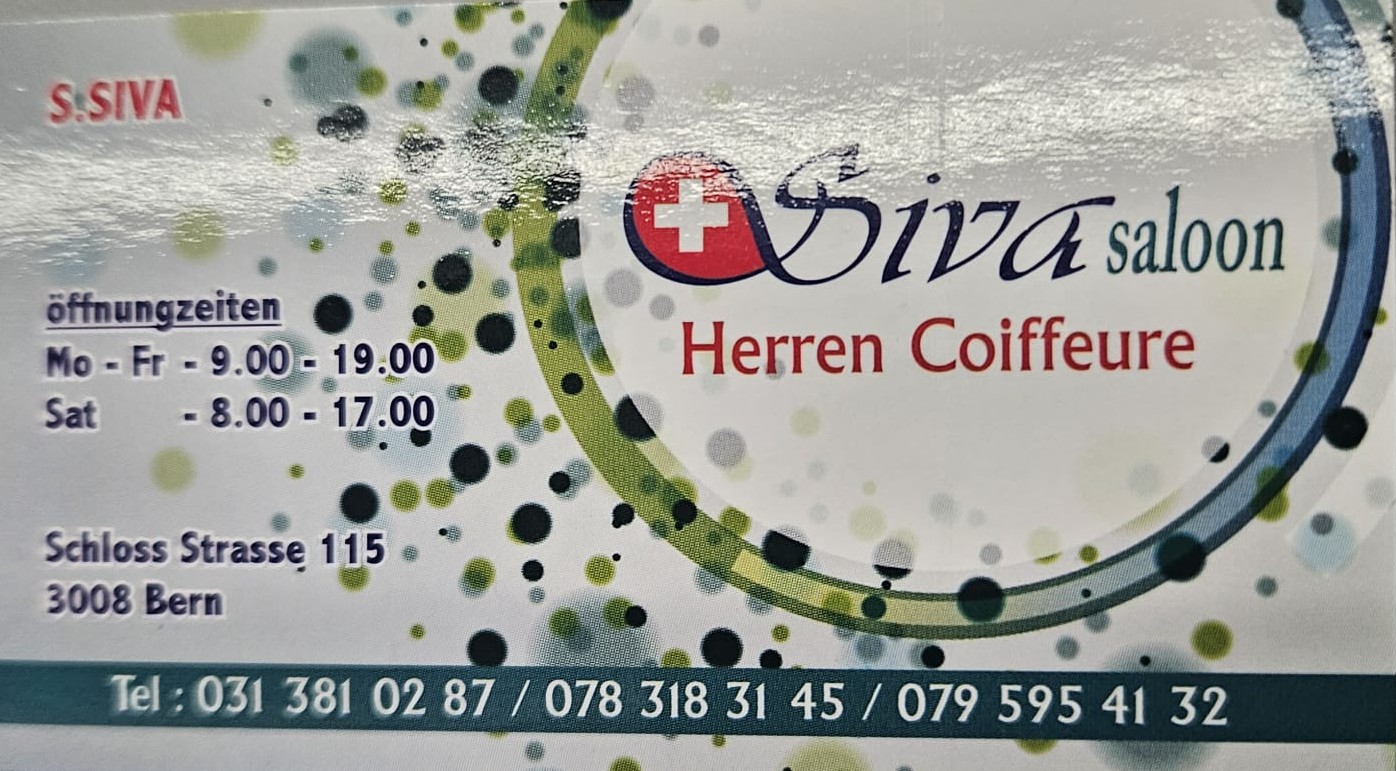 S.SIVA
Siva saloon
Herren Coiffeure
öffnungzeiten
Mo - Fr - 9.00 - 19.00
Sat - 8.00 - 17.00
Schloss Strasse 115
3008 Bern
Tel : 031 381 02 87 / 078 318 31 45 / 079 595 41 32